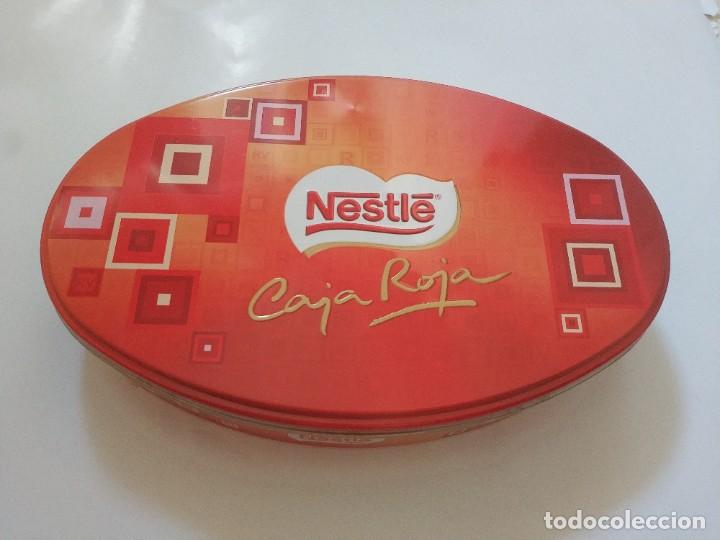 Nestlé
Caja Roja
todocoleccion